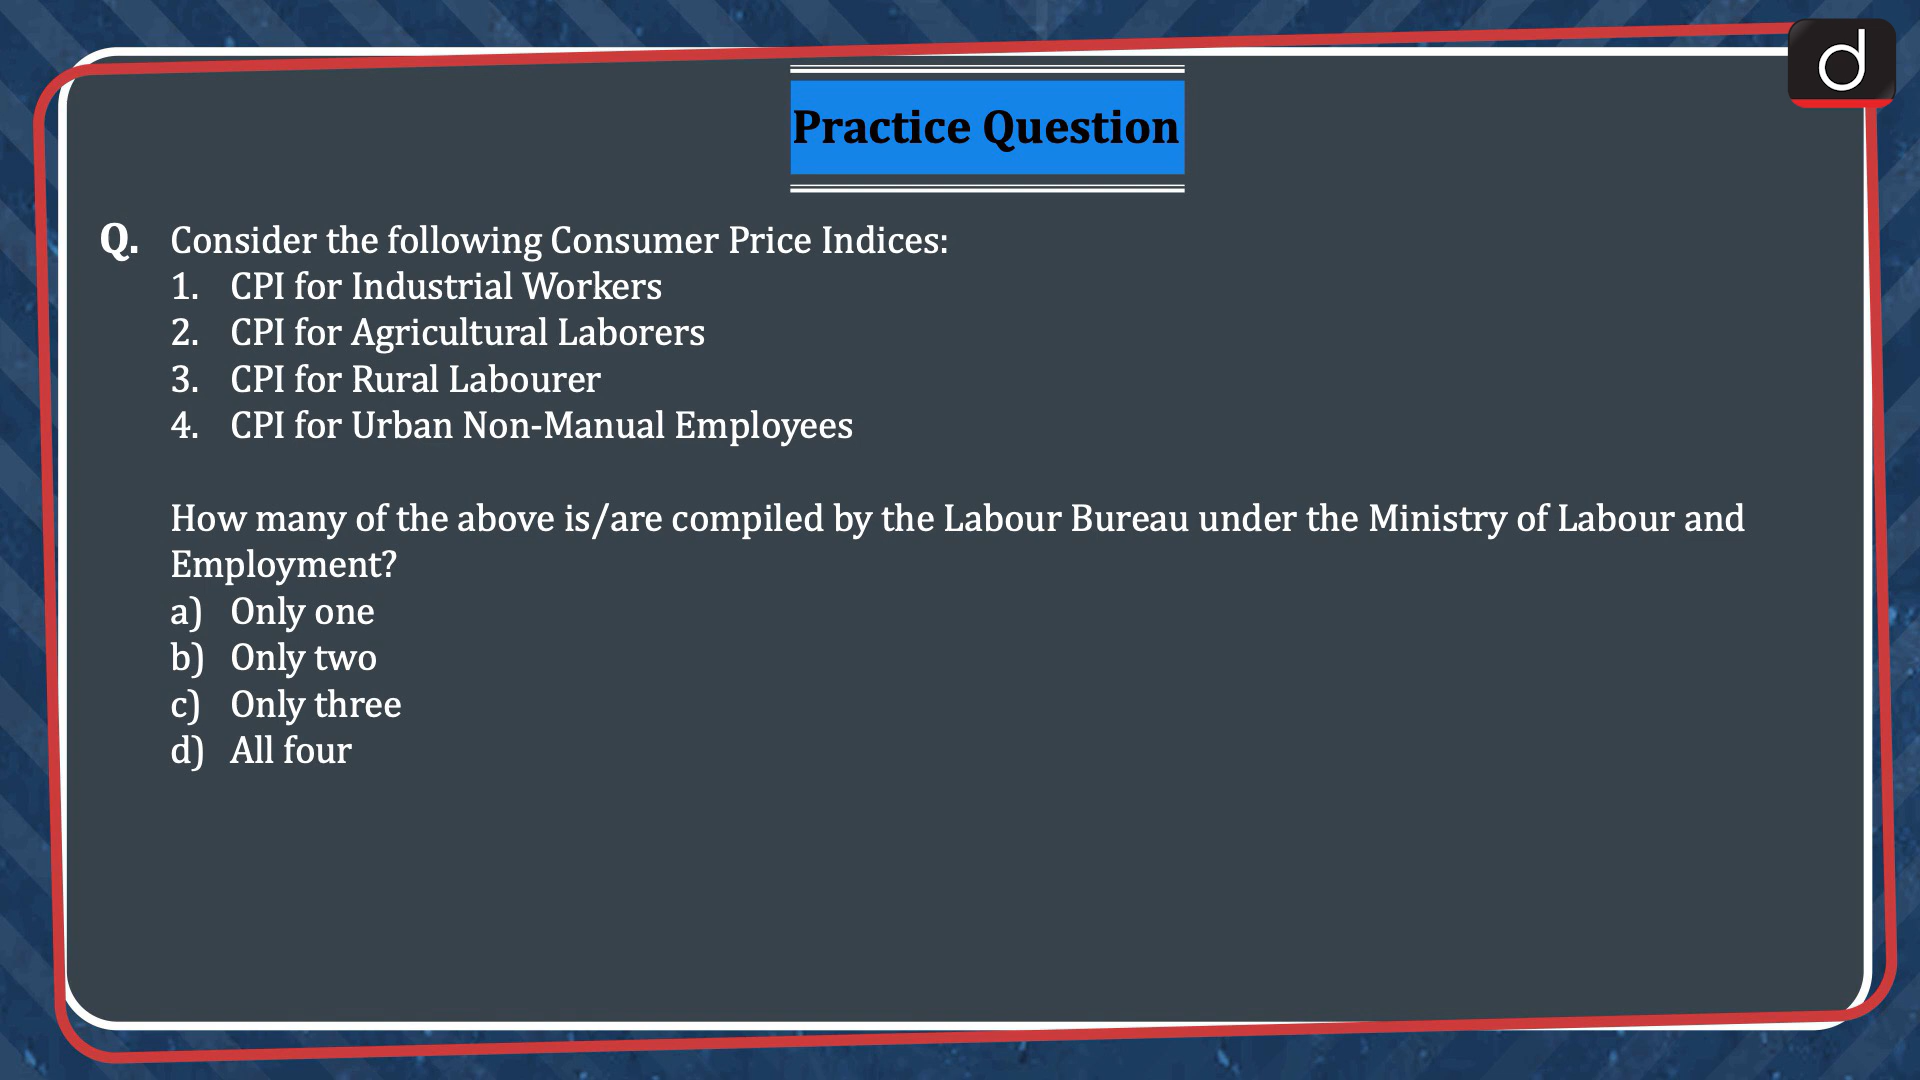 d
Practice Question
Q. Consider the following Consumer Price Indices:
1. CPI for Industrial Workers
2. CPI for Agricultural Laborers
3. CPI for Rural Labourer
4. CPI for Urban Non-Manual Employees
How many of the above is/are compiled by the Labour Bureau under the Ministry of Labour and
Employment?
a) Only one
b) Only two
c) Only three
d) All four